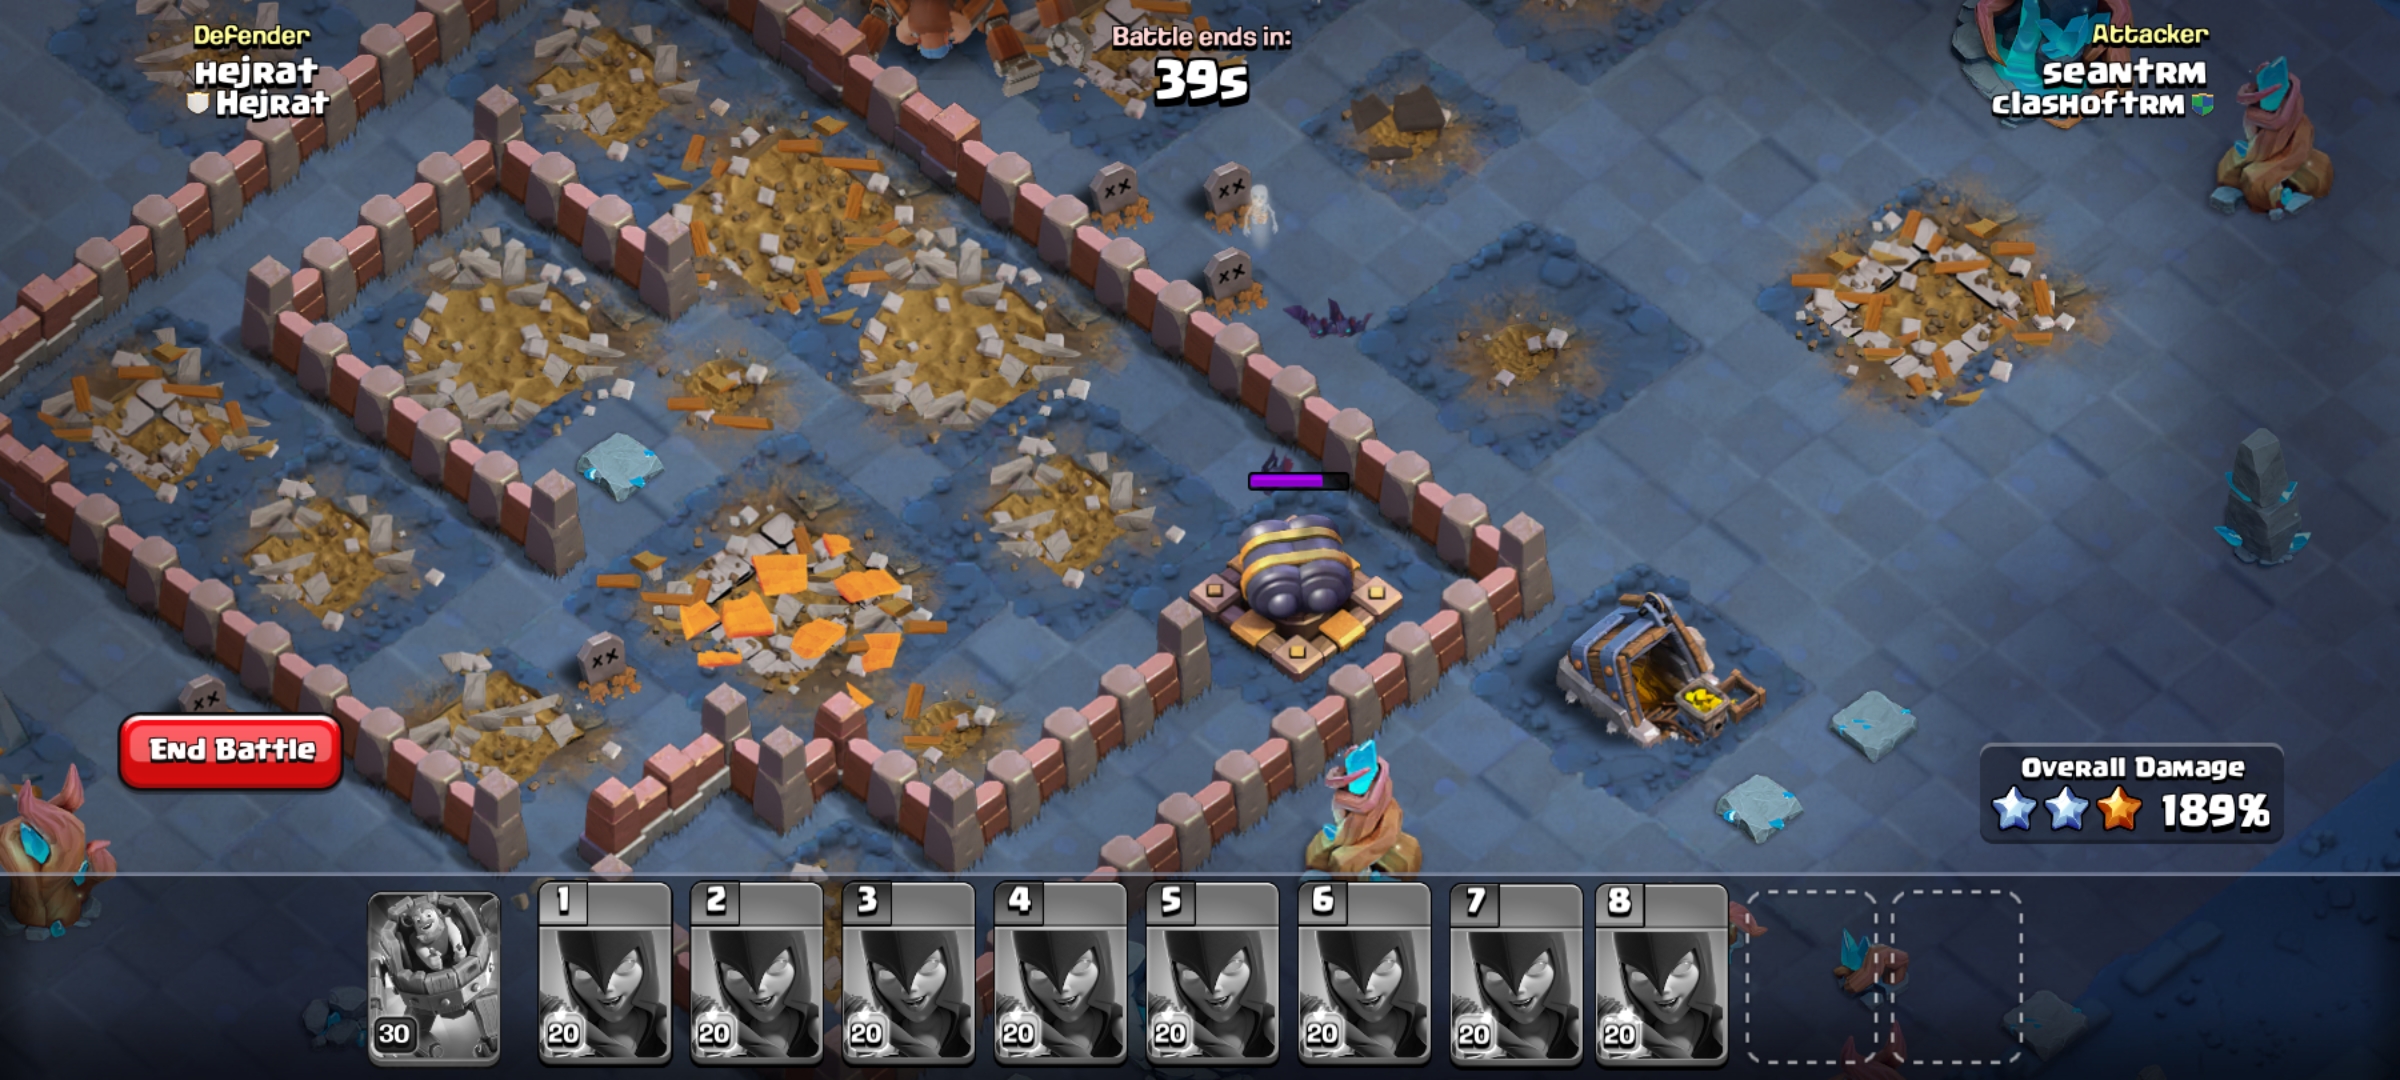 Defender
HejRat
HejRat
Battle ends in:
39s
Attacker
seantRM
clashoftRM
End Battle
Overall Damage
189%
1
2
3
4
5
6
7
8
30
20
20
20
20
20
20
20
20